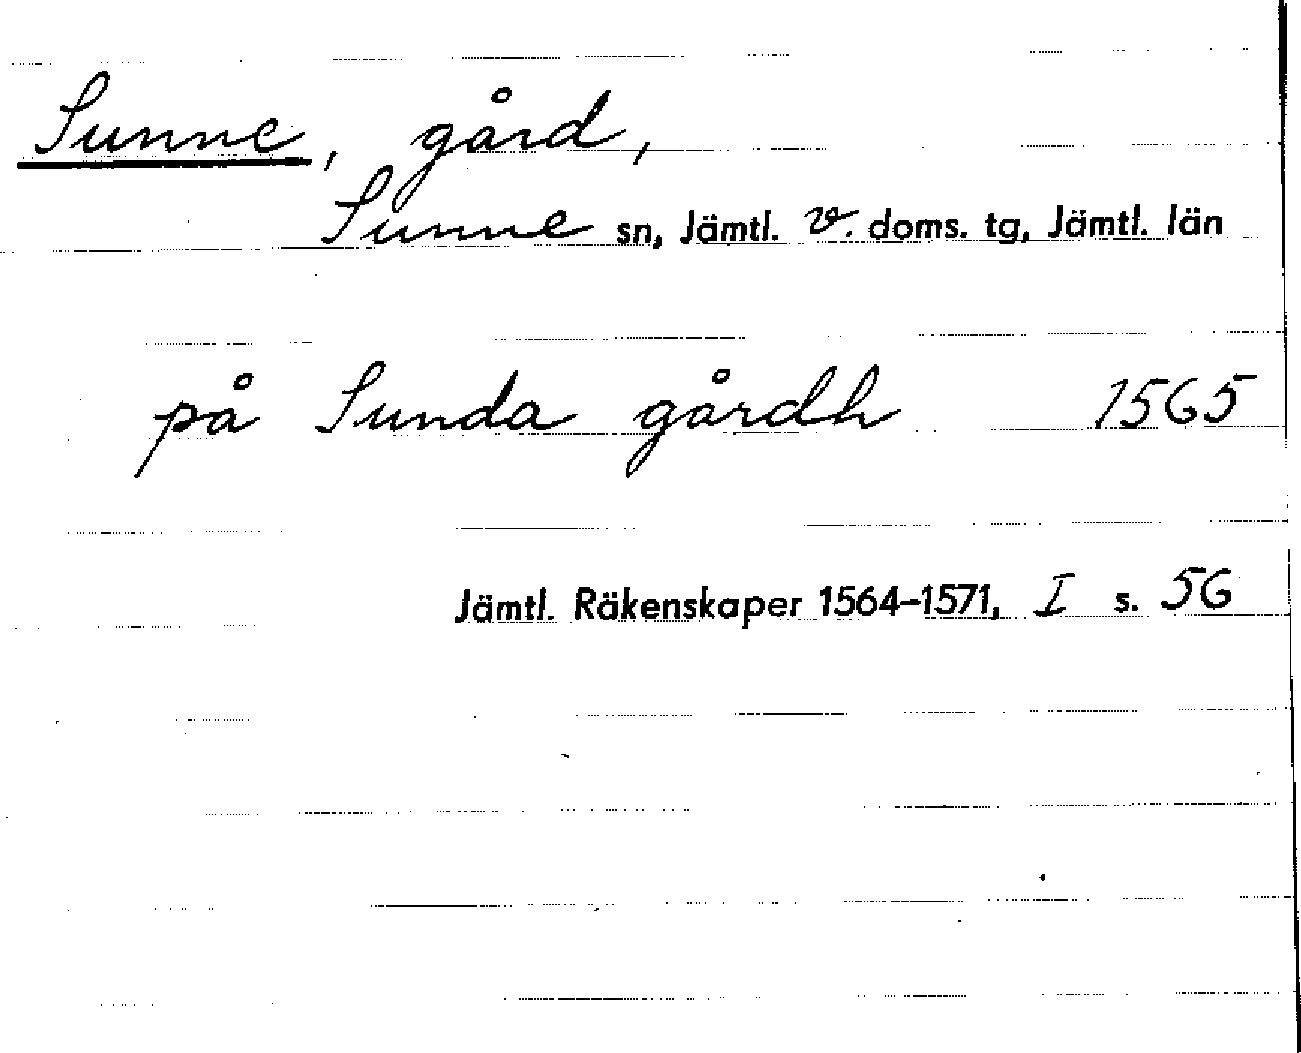 Sunne, gård,
Sunne sn, Jämtl. v. doms. tg, Jämtl. län
på Sunda gårdh 1565
Jämtl. Räkenskaper 1564-1571, I s. 56